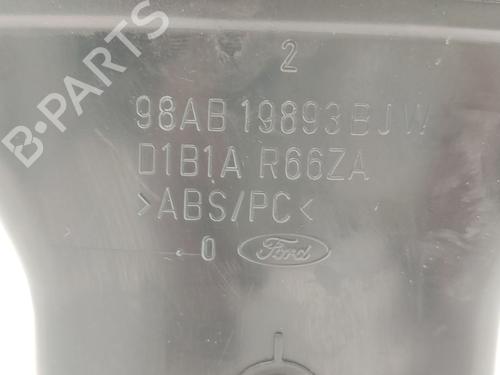 B-PARTS
2
98AB 19893 BJW
D1B1A R66ZA
>ABS/PC<
0 Ford